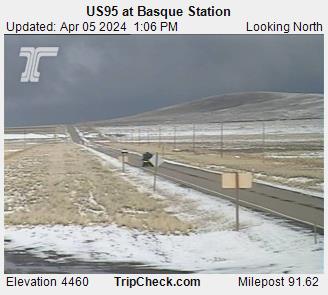 US95 at Basque Station
Updated: Apr 05 2024 1:06 PM Looking North
Elevation 4460 TripCheck.com Milepost 91.62